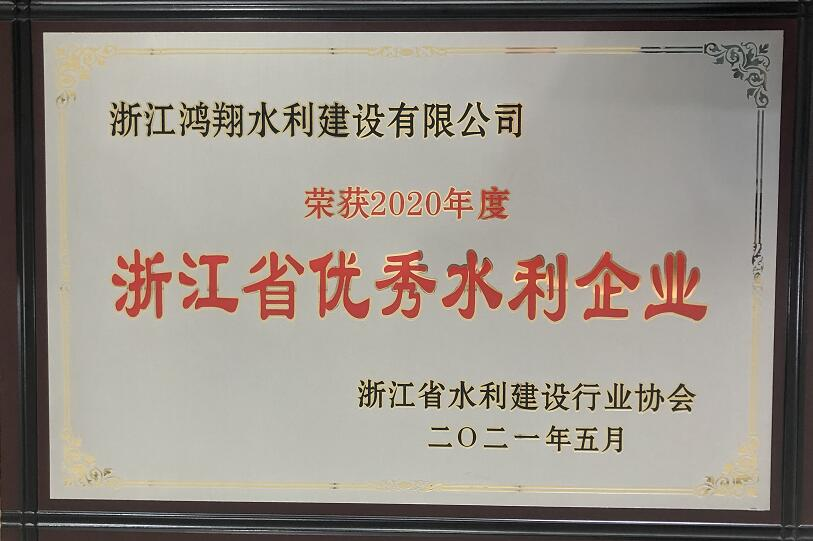 浙江鸿翔水利建设有限公司
荣获2020年度
浙江省优秀水利企业
浙江省水利建设行业协会
二〇二一年五月